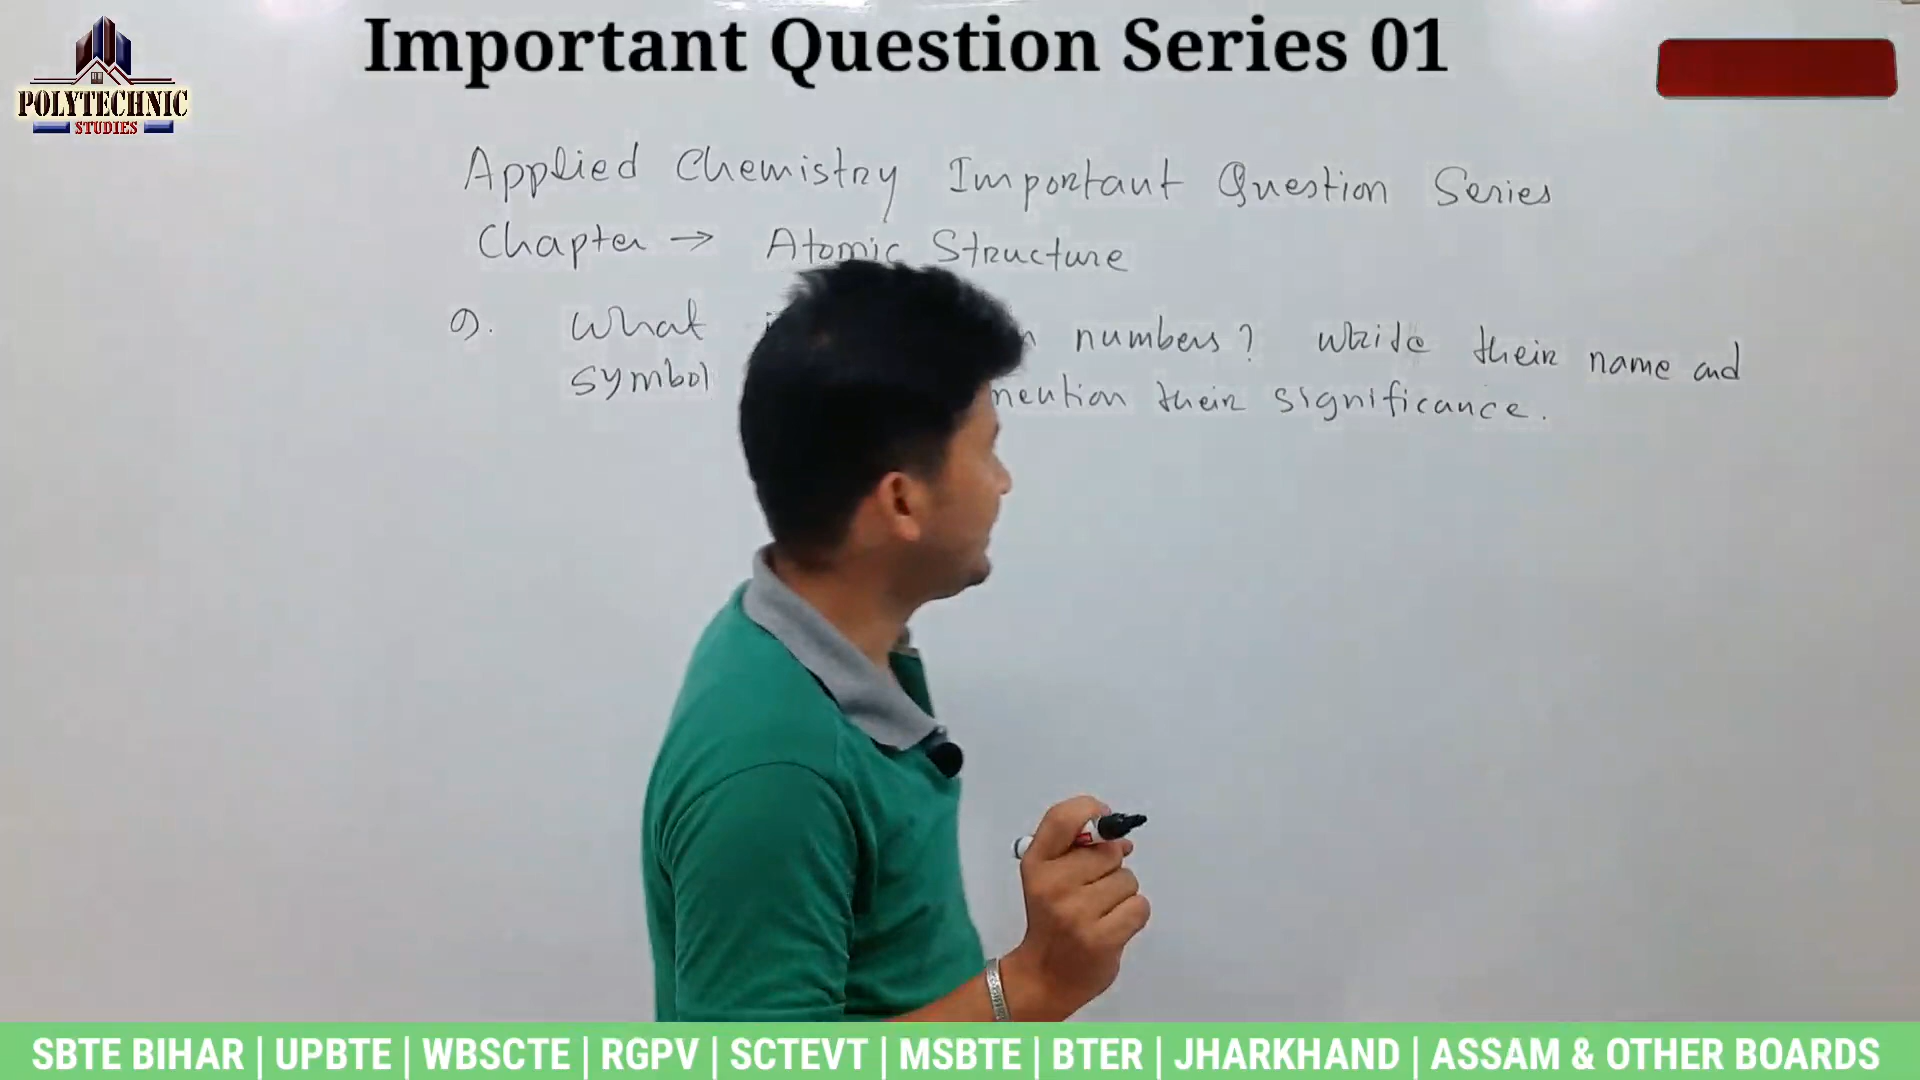 Important Question Series 01
POLYTECHNIC
STUDIES
Applied Chemistry Important Question Series
Chapter → Atomic Structure
Q. What numbers? Write their name and
symbol mention their significance.
SBTE BIHAR | UPBTE | WBSCTE | RGPV | SCTEVT | MSBTE | BTER | JHARKHAND | ASSAM & OTHER BOARDS